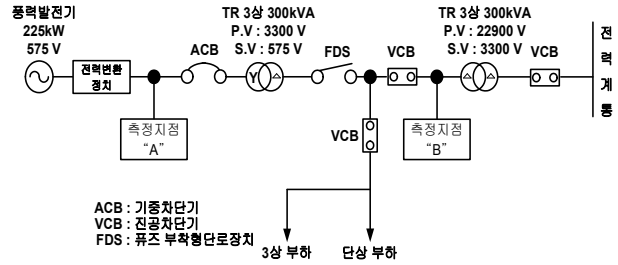 풍력발전기
225kW
575 V
전력변환
장치
ACB
TR 3상 300kVA
P.V : 3300 V
S.V : 575 V
Y
△
FDS
VCB
TR 3상 300kVA
P.V : 22900 V
S.V : 3300 V
△
△
VCB
전
력
계
통
측정지점
"A"
VCB
측정지점
"B"
ACB : 기중차단기
VCB : 진공차단기
FDS : 퓨즈 부착형단로장치
3상 부하
단상 부하